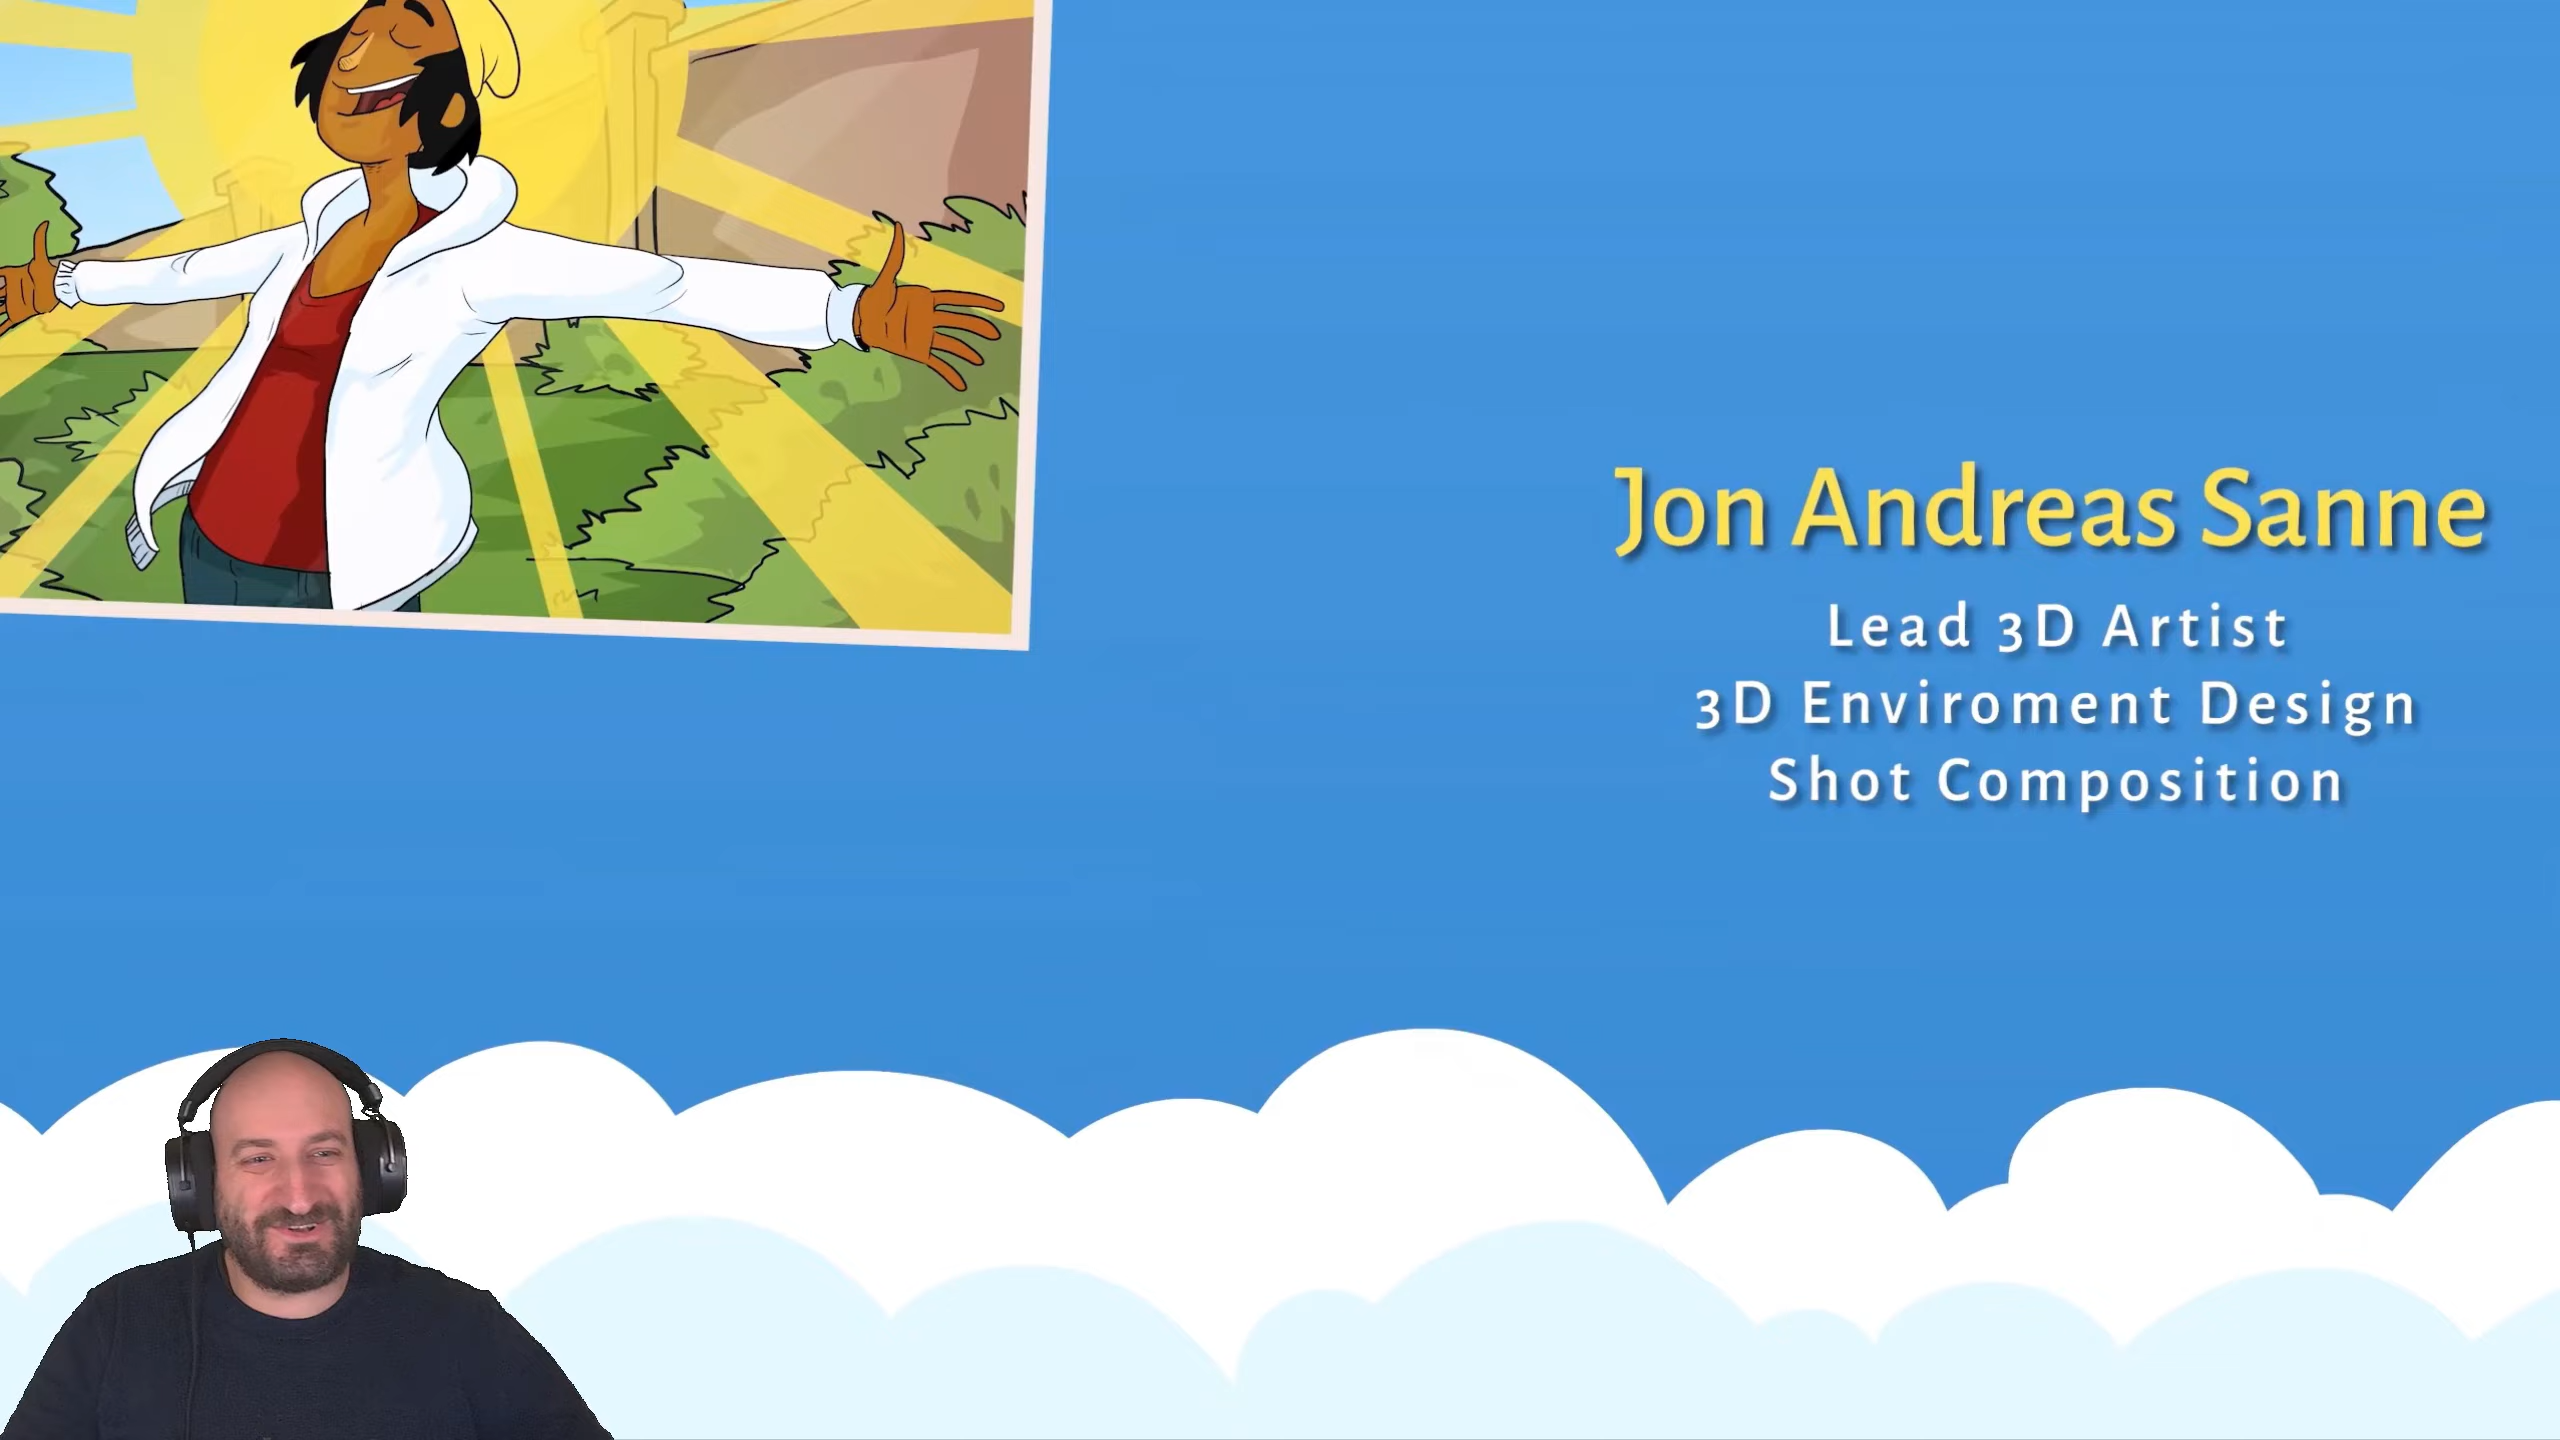 Jon Andreas Sanne
Lead 3D Artist
3D Enviroment Design
Shot Composition